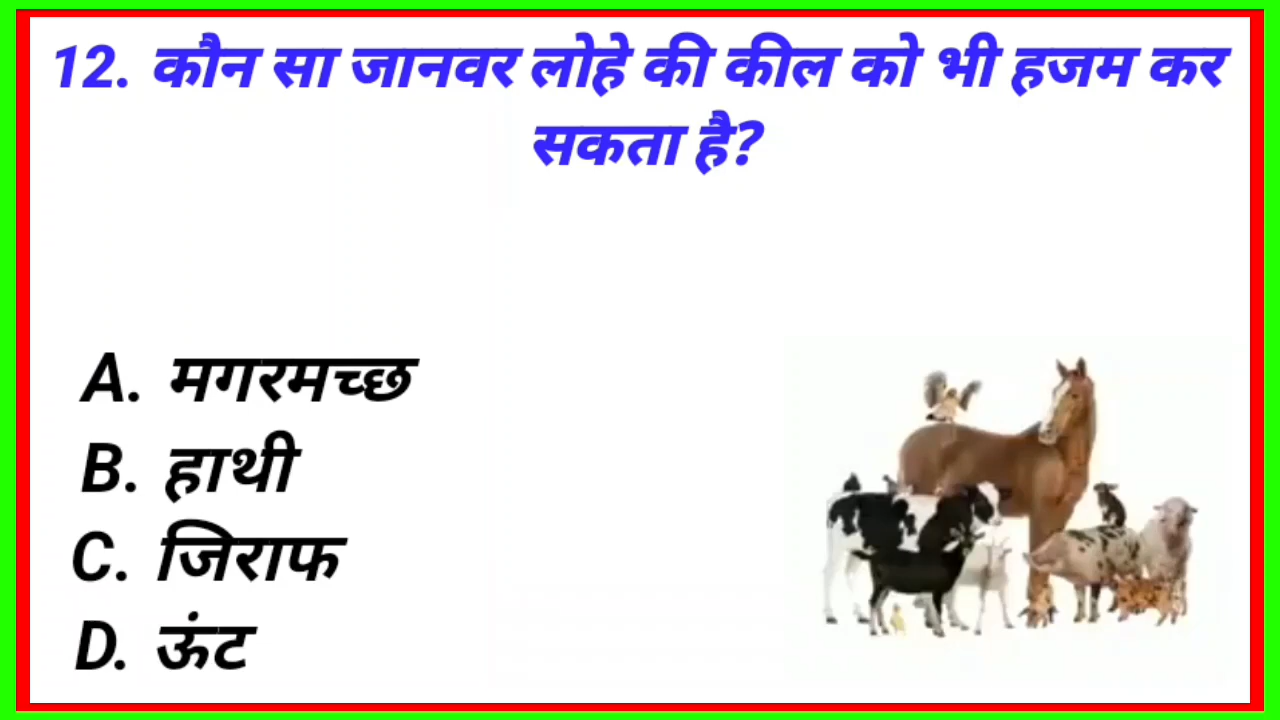 12. कौन सा जानवर लोहे की कील को भी हजम कर
सकता है?
A. मगरमच्छ
B. हाथी
C. जिराफ
D. ऊंट